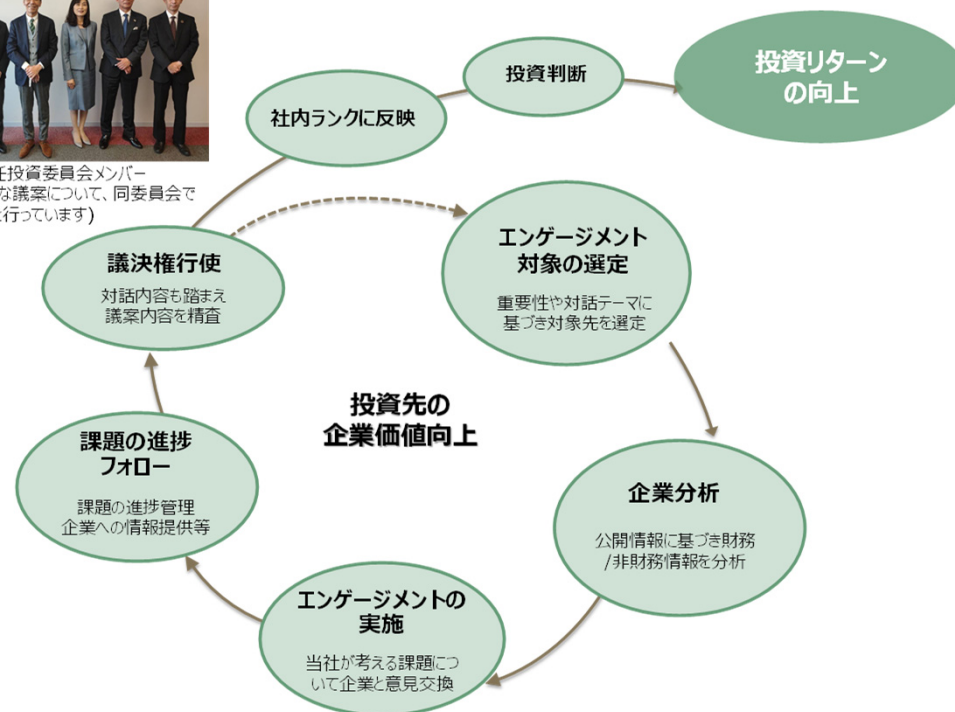 投資リターン
の向上
投資判断
社内ランクに反映
任投資委員会メンバー
な議案について、同委員会で
行っています)
議決権行使
対話内容も踏まえ
議案内容を精査
エンゲージメント
対象の選定
重要性や対話テーマに
基づき対象先を選定
投資先の
企業価値向上
課題の進捗
フォロー
課題の進捗管理
企業への情報提供等
企業分析
公開情報に基づき財務
/非財務情報を分析
エンゲージメントの
実施
当社が考える課題につ
いて企業と意見交換